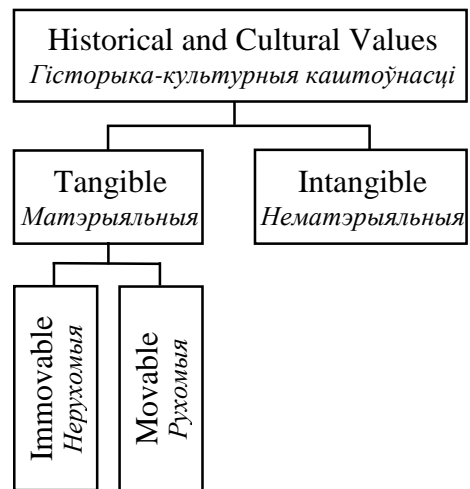 Historical and Cultural Values
Гісторыка-культурныя каштоўнасці
Tangible
Матэрыяльныя
Intangible
Нематэрыяльныя
Immovable
Нерухомыя
Movable
Рухомыя